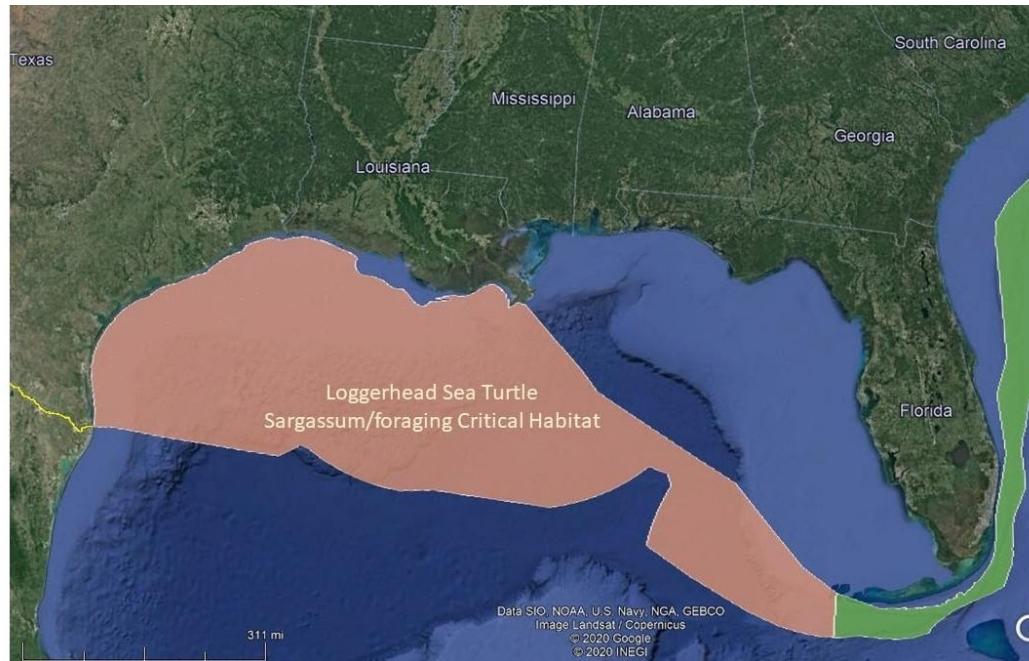 Texas
South Carolina
Mississippi
Alabama
Georgia
Louisiana
Loggerhead Sea Turtle
Sargassum/foraging Critical Habitat
Florida
Data SIO, NOAA, U.S. Navy, NGA, GEBCO
Image Landsat / Copernicus
© 2020 Google
© 2020 INEGI
311 mi